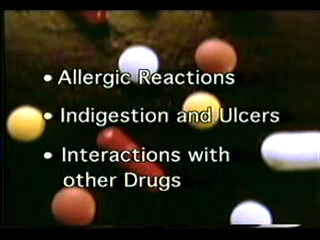 • Allergic Reactions
• Indigestion and Ulcers
• Interactions with
other Drugs